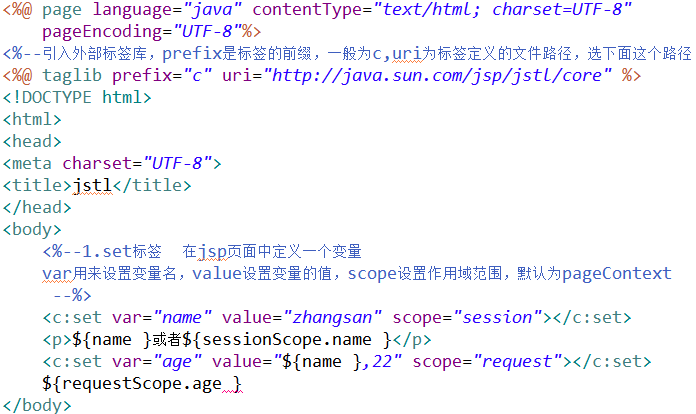 <%@ page language="java" contentType="text/html; charset=UTF-8"
    pageEncoding="UTF-8"%>
<%--引入外部标签库，prefix是标签的前缀，一般为c,uri为标签定义的文件路径，选下面这个路径
<%@ taglib prefix="c" uri="http://java.sun.com/jsp/jstl/core" %>
<!DOCTYPE html>
<html>
<head>
<meta charset="UTF-8">
<title>jstl</title>
</head>
<body>
    <%--1.set标签  在jsp页面中定义一个变量
    var用来设置变量名，value设置变量的值，scope设置作用域范围，默认为pageContext
     --%>
    <c:set var="name" value="zhangsan" scope="session"></c:set>
    <p>${name }或者${sessionScope.name }</p>
    <c:set var="age" value="${name },22" scope="request"></c:set>
    ${requestScope.age }
</body>